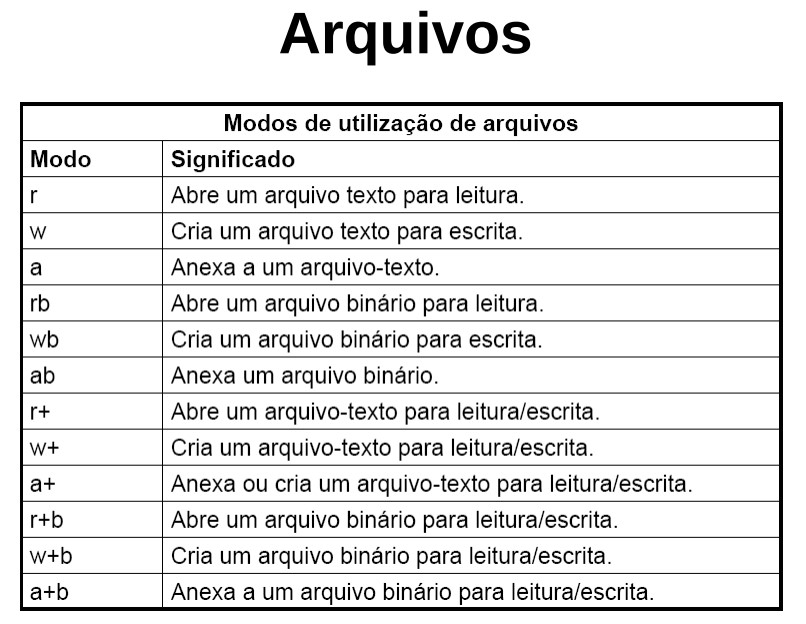 Arquivos
Modos de utilização de arquivos
Modo Significado
r Abre um arquivo texto para leitura.
w Cria um arquivo texto para escrita.
a Anexa a um arquivo-texto.
rb Abre um arquivo binário para leitura.
wb Cria um arquivo binário para escrita.
ab Anexa um arquivo binário.
r+ Abre um arquivo-texto para leitura/escrita.
w+ Cria um arquivo-texto para leitura/escrita.
a+ Anexa ou cria um arquivo-texto para leitura/escrita.
r+b Abre um arquivo binário para leitura/escrita.
w+b Cria um arquivo binário para leitura/escrita.
a+b Anexa a um arquivo binário para leitura/escrita.